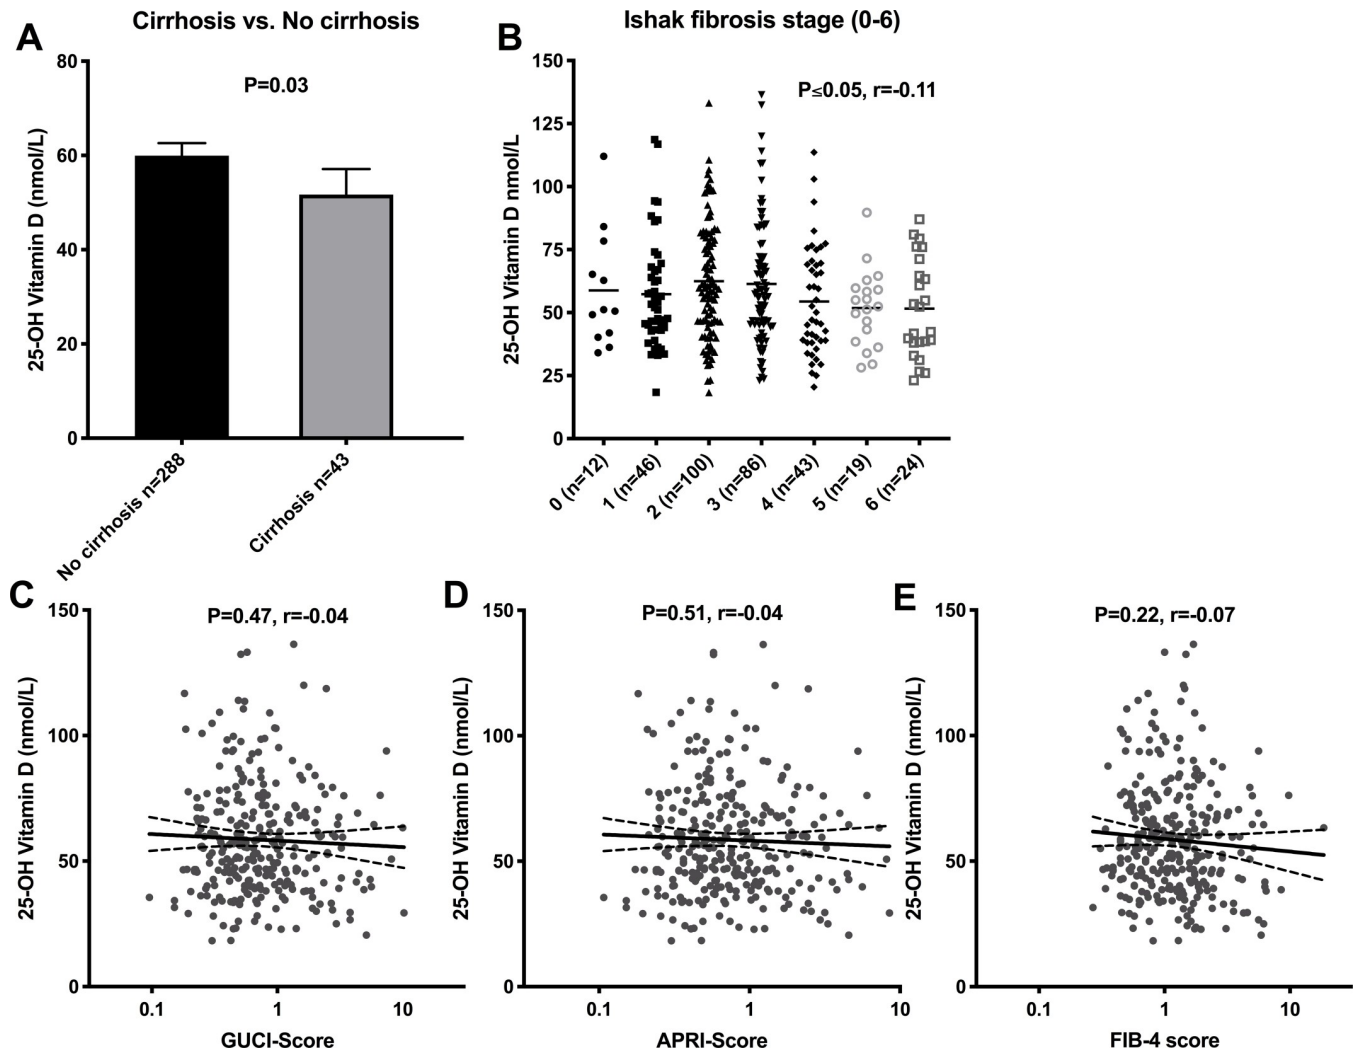 A
Cirrhosis vs. No cirrhosis
P=0.03
25-OH Vitamin D (nmol/L)
80
60
40
20
0
No cirrhosis n=288
Cirrhosis n=43
B
Ishak fibrosis stage (0-6)
P≤0.05, r=-0.11
25-OH Vitamin D nmol/L
150
125
100
75
50
25
0
0 (n=12)
1 (n=46)
2 (n=100)
3 (n=86)
4 (n=43)
5 (n=19)
6 (n=24)
C
P=0.47, r=-0.04
25-OH Vitamin D (nmol/L)
150
100
50
0
0.1
1
10
GUCI-Score
D
P=0.51, r=-0.04
25-OH Vitamin D (nmol/L)
150
100
50
0
0.1
1
10
APRI-Score
E
P=0.22, r=-0.07
25-OH Vitamin D (nmol/L)
150
100
50
0
0.1
1
10
FIB-4 score